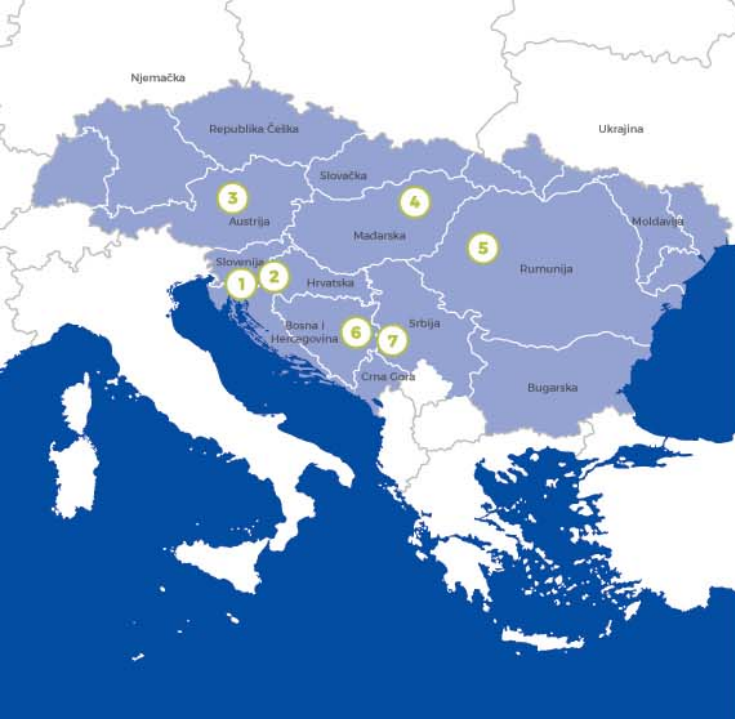 Njemačka
Republika Češka
Ukrajina
Slovačka
3
4
Austrija
Moldavija
Mađarska
5
Slovenija
Rumunija
1
2
Hrvatska
Bosna i
Hercegovina
6
7
Srbija
Crna Gora
Bugarska